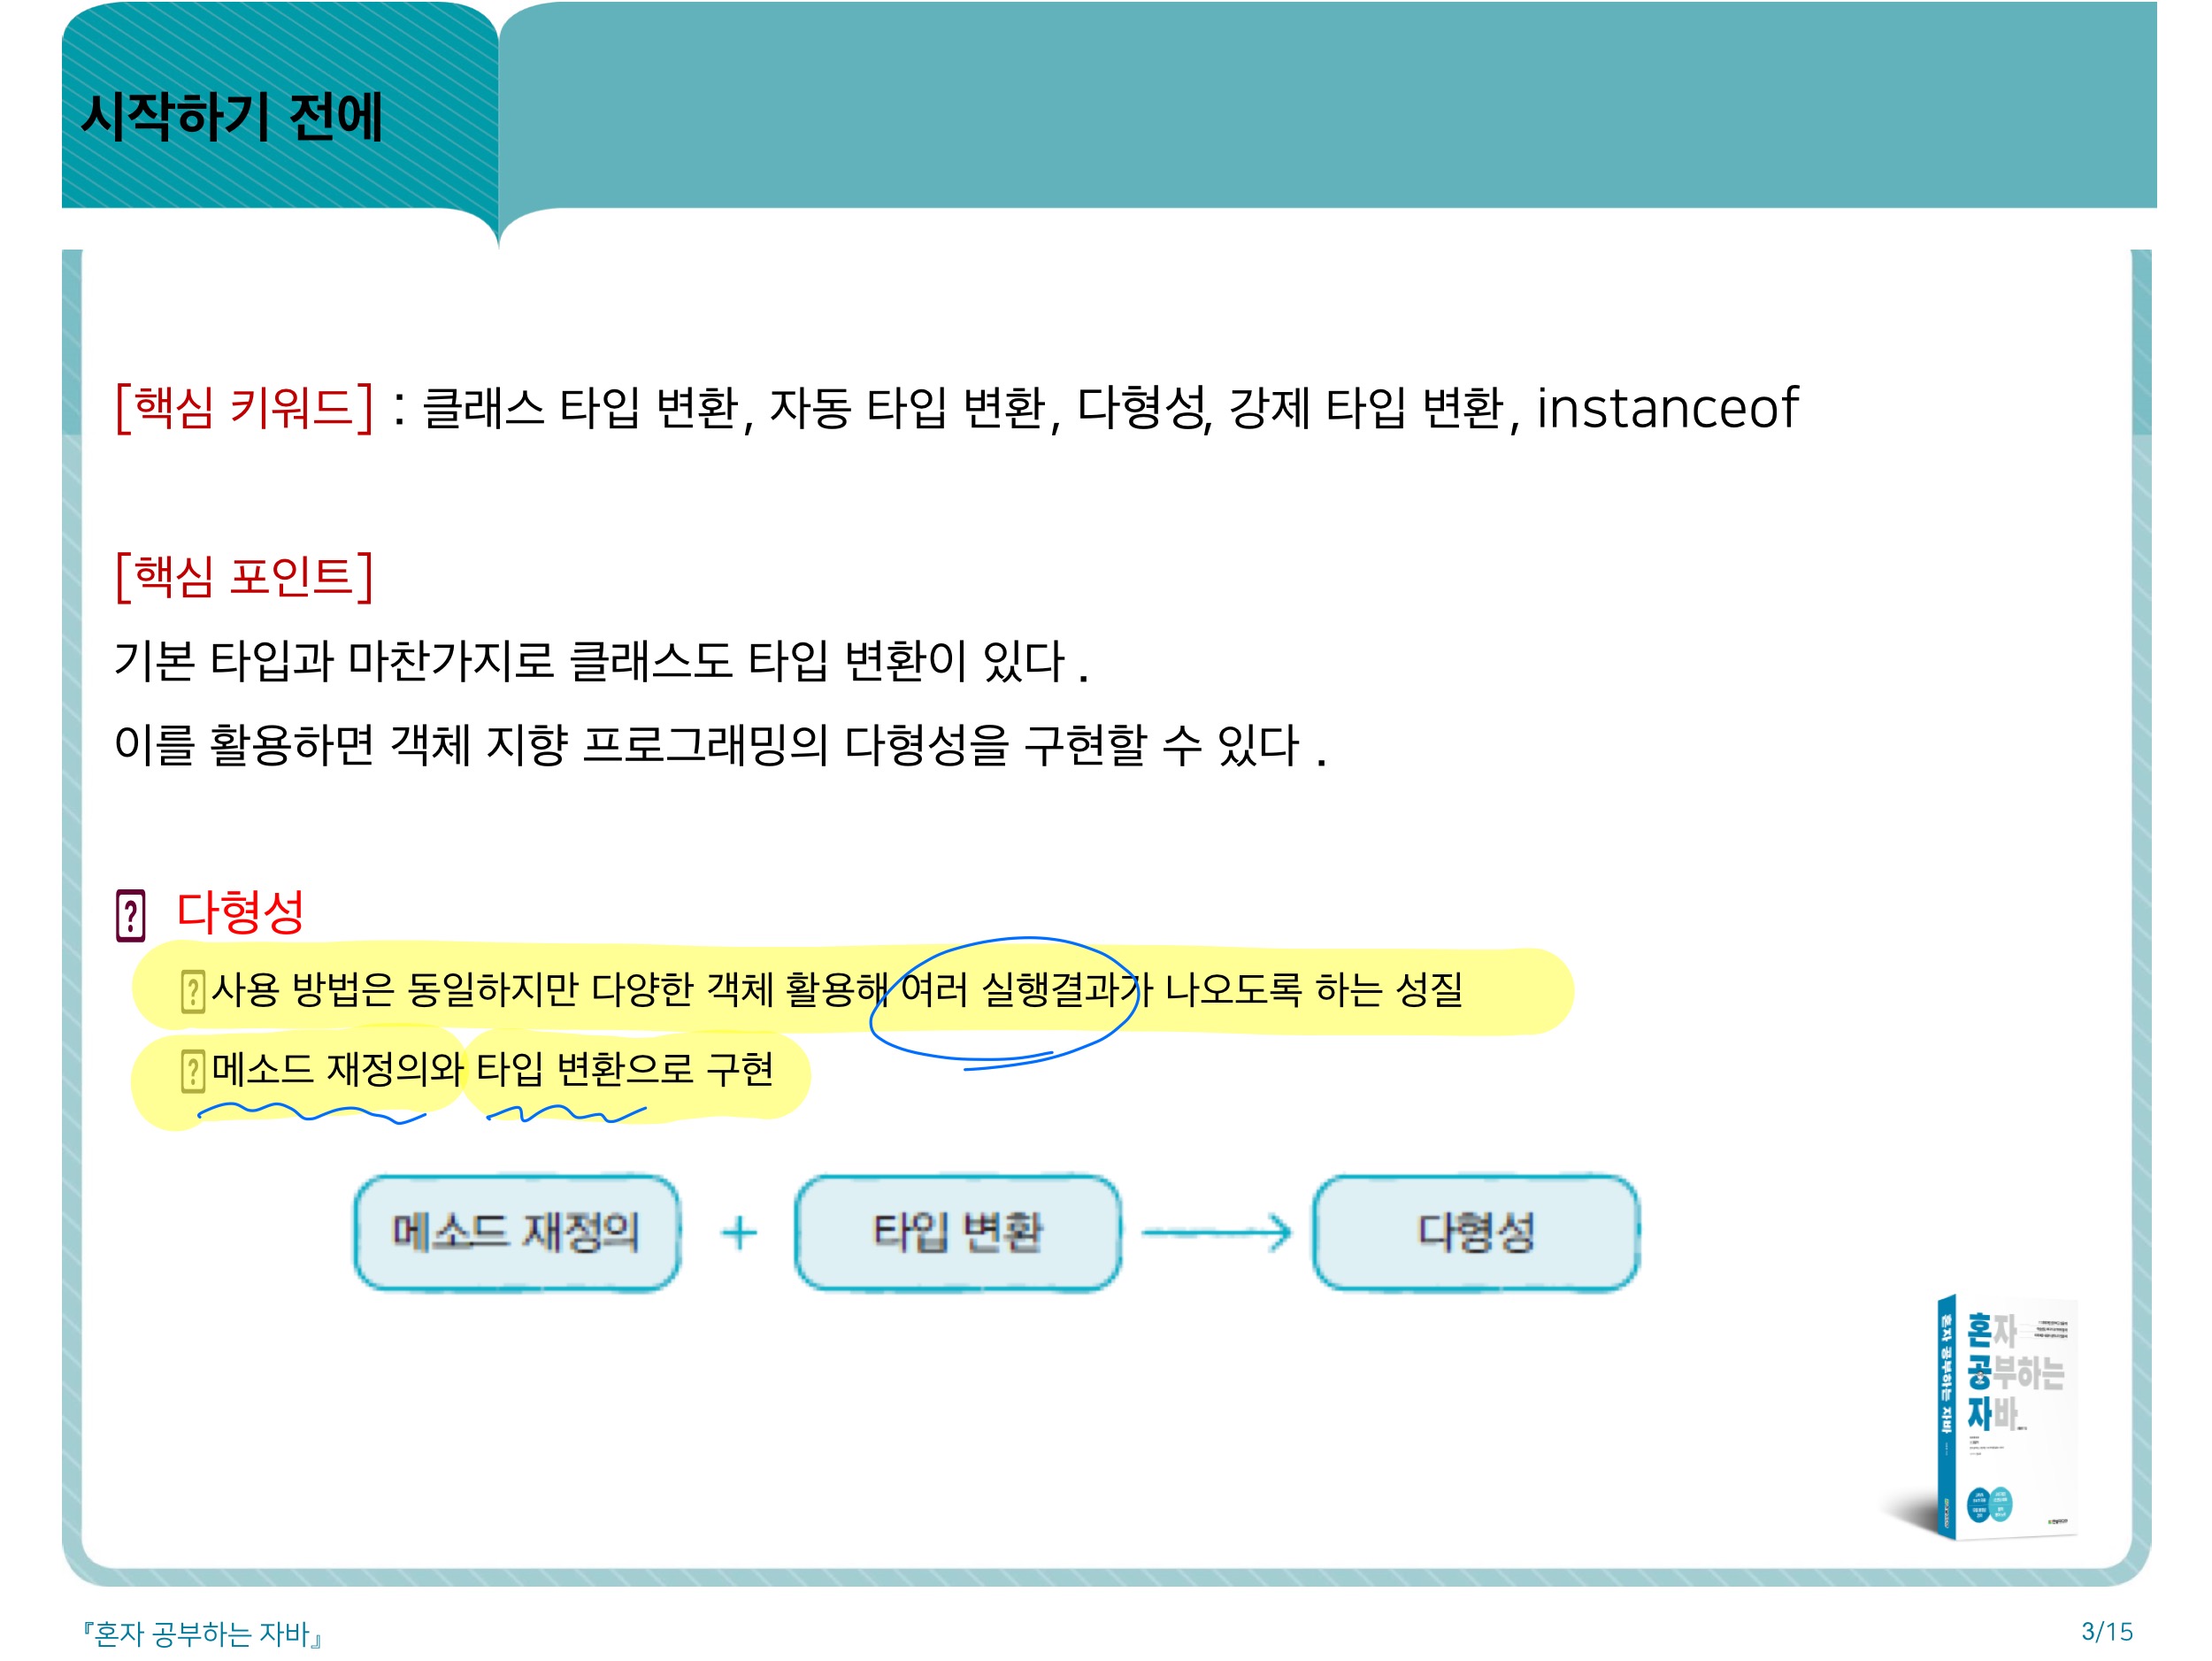 시작하기 전에
[핵심 키워드] : 클래스 타입 변환, 자동 타입 변환, 다형성, 강제 타입 변환, instanceof
[핵심 포인트]
기본 타입과 마찬가지로 클래스도 타입 변환이 있다 .
이를 활용하면 객체 지향 프로그래밍의 다형성을 구현할 수 있다 .
다형성
사용 방법은 동일하지만 다양한 객체 활용해 여러 실행결과가 나오도록 하는 성질
메소드 재정의와 타입 변환으로 구현
메소드 재정의 + 타입 변환 → 다형성
혼자 공부하는 자바
혼자
공부하는
자바
『혼자 공부하는 자바』
3/15